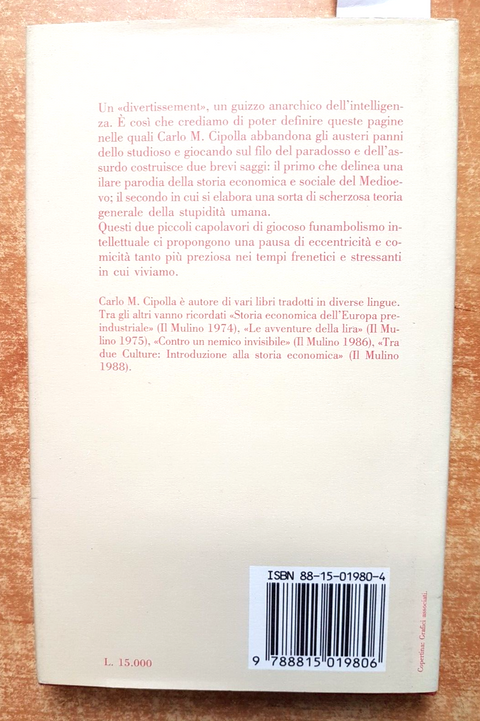 Un «divertissement», un guizzo anarchico dell'intelligen-
za. È così che crediamo di poter definire queste pagine
nelle quali Carlo M. Cipolla abbandona gli austeri panni
dello studioso e giocando sul filo del paradosso e dell'as-
surdo costruisce due brevi saggi: il primo che delinea una
ilare parodia della storia economica e sociale del Medioe-
vo; il secondo in cui si elabora una sorta di scherzosa teoria
generale della stupidità umana.
Questi due piccoli capolavori di giocoso funambolismo in-
tellettuale ci propongono una pausa di eccentricità e co-
micità tanto più preziosa nei tempi frenetici e stressanti
in cui viviamo.
Carlo M. Cipolla è autore di vari libri tradotti in diverse lingue.
Tra gli altri vanno ricordati «Storia economica dell'Europa pre-
industriale» (Il Mulino 1974), «Le avventure della lira» (Il Mu-
lino 1975), «Contro un nemico invisibile» (Il Mulino 1986), «Tra
due Culture: Introduzione alla storia economica» (Il Mulino
1988).
ISBN 88-15-01980-4
9 788815 019806
L. 15.000
Copertina: Grafici associati.